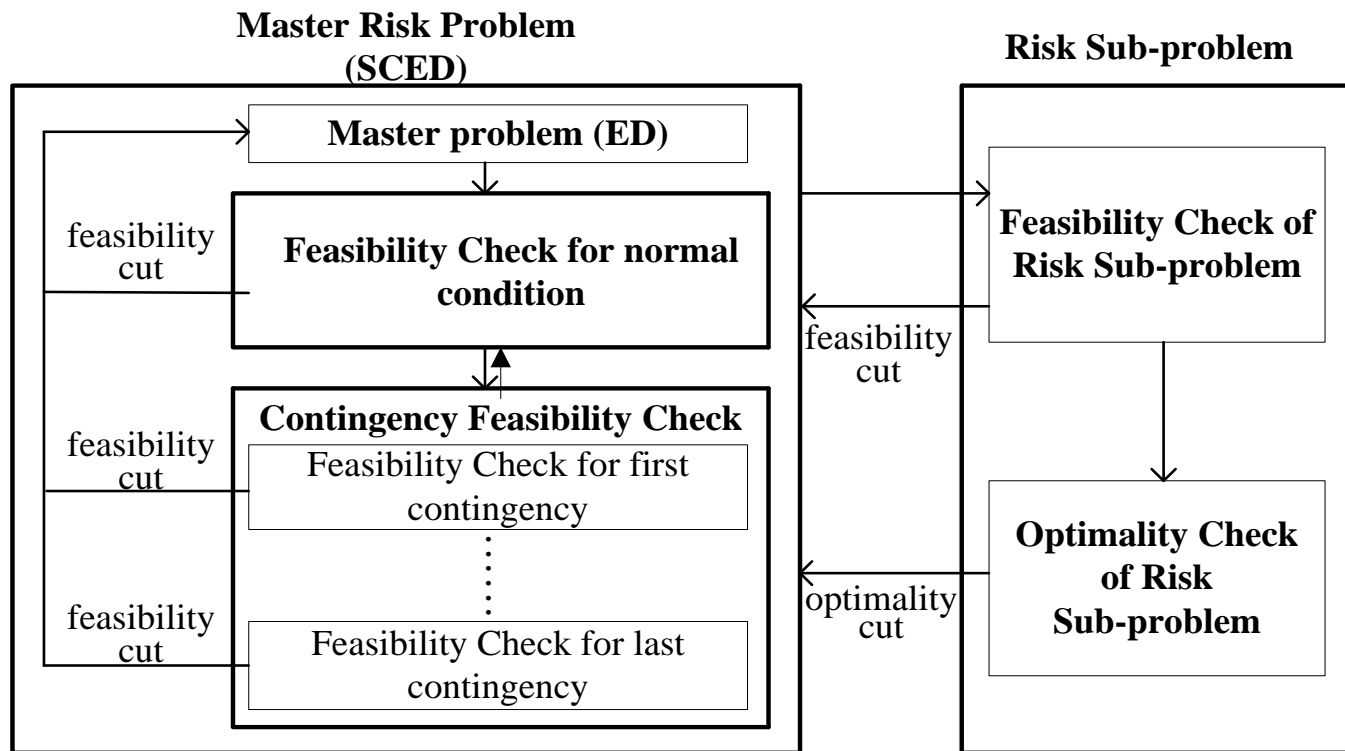 Master Risk Problem
(SCED)
Master problem (ED)
feasibility
cut
Feasibility Check for normal
condition
Contingency Feasibility Check
feasibility
cut
Feasibility Check for first
contingency
feasibility
cut
Feasibility Check for last
contingency
Risk Sub-problem
Feasibility Check of
Risk Sub-problem
feasibility
cut
Optimality Check
of Risk
Sub-problem
optimality
cut